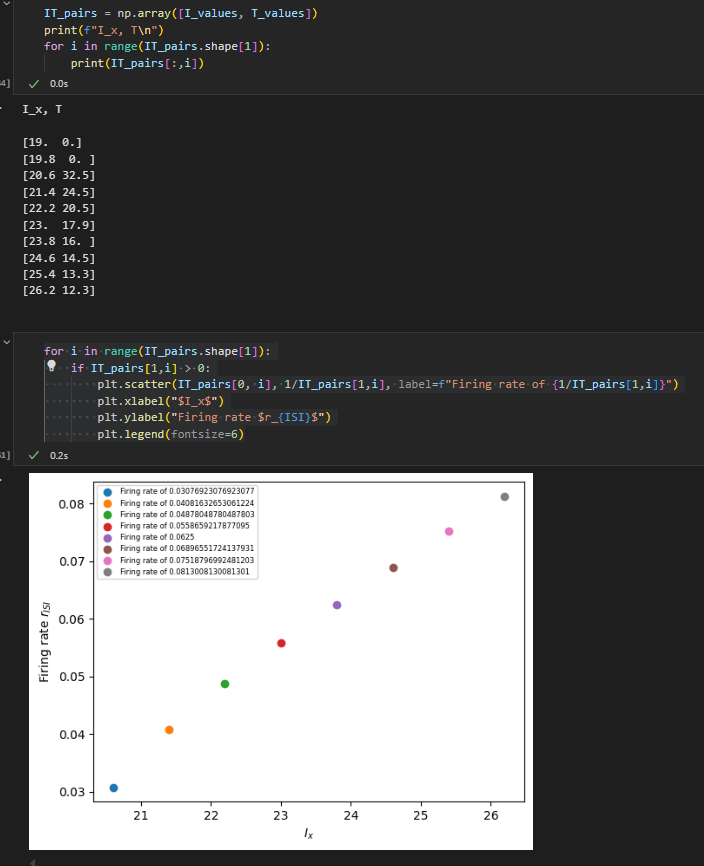 IT_pairs = np.array([I_values, T_values])
print(f"I_x, T\n")
for i in range(IT_pairs.shape[1]):
print(IT_pairs[:,i])
4]
0.0s
I_x, T
[19. 0.]
[19.8 0. ]
[20.6 32.5]
[21.4 24.5]
[22.2 20.5]
[23. 17.9]
[23.8 16. ]
[24.6 14.5]
[25.4 13.3]
[26.2 12.3]
for i in range(IT_pairs.shape[1]):
if IT_pairs[1,i] > 0:
plt.scatter(IT_pairs[0, i], 1/IT_pairs[1,i], label=f"Firing rate of {1/IT_pairs[1,i]}")
plt.xlabel("$I_x$")
plt.ylabel("Firing rate $r_{ISI}$")
plt.legend(fontsize=6)
51]
0.2s
Firing rate of 0.03076923076923077
Firing rate of 0.04081632653061224
Firing rate of 0.04878048780487803
Firing rate of 0.0558659217877095
Firing rate of 0.0625
Firing rate of 0.06896551724137931
Firing rate of 0.07518796992481203
Firing rate of 0.0813008130081301
0.08
0.07
0.06
0.05
0.04
0.03
Firing rate r_ISI
21 22 23 24 25 26
I_x